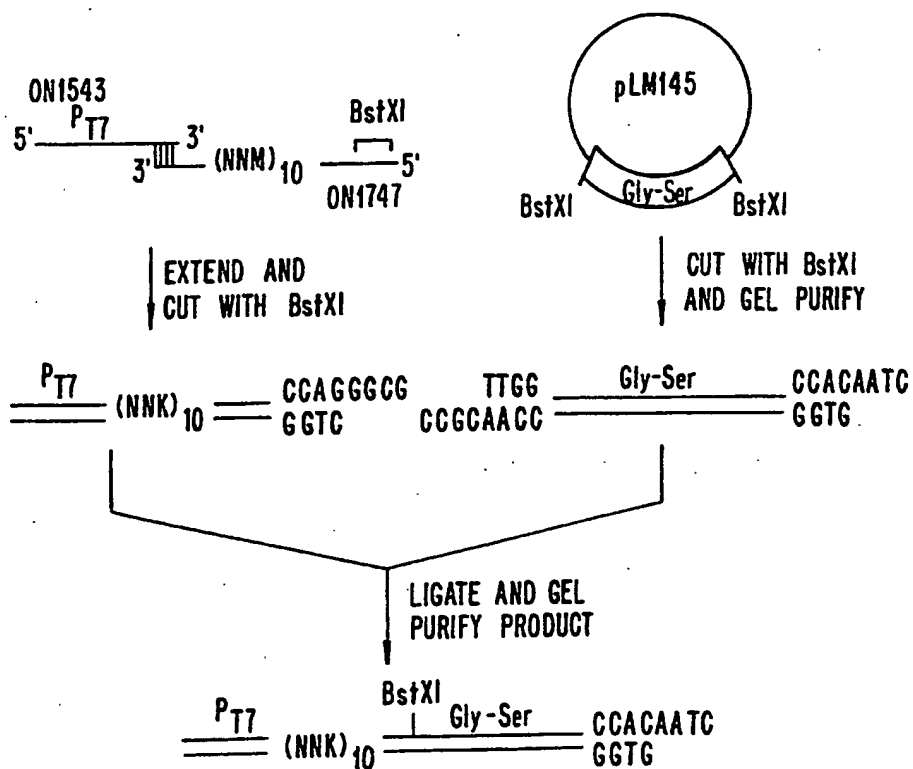 ON1543
P T7
5' 3'
BstXI
3' (NNM)10 5'
ON1747
pLM145
Gly-Ser
BstXI BstXI
EXTEND AND
CUT WITH BstXI
CUT WITH BstXI
AND GEL PURIFY
PT7 (NNK)10 CCAGGGCG
GGTC
TTGG Gly-Ser CCACAATC
CCGCAACC GGTG
LIGATE AND GEL
PURIFY PRODUCT
BstXI
PT7 (NNK)10 Gly-Ser CCACAATC
GGTG